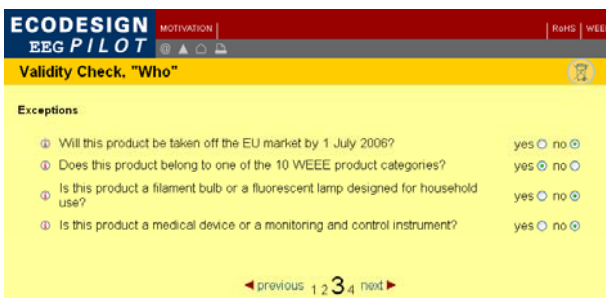 ECODESIGN MOTIVATION RoHS WEE
EEG PILOT @
Validity Check, "Who"
Exceptions
Will this product be taken off the EU market by 1 July 2006? yes no
Does this product belong to one of the 10 WEEE product categories? yes no
Is this product a filament bulb or a fluorescent lamp designed for household yes no
use?
Is this product a medical device or a monitoring and control instrument? yes no
previous 1 2 3 4 next